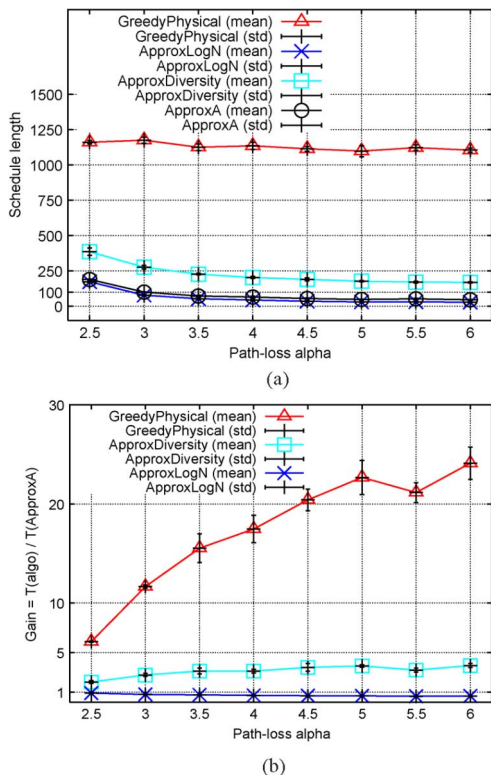 GreedyPhysical (mean)
GreedyPhysical (std)
ApproxLogN (mean)
ApproxLogN (std)
ApproxDiversity (mean)
ApproxDiversity (std)
ApproxA (mean)
ApproxA (std)
Schedule length
1500
1250
1000
750
500
250
100
0
2.5 3 3.5 4 4.5 5 5.5 6
Path-loss alpha
(a)
GreedyPhysical (mean)
GreedyPhysical (std)
ApproxDiversity (mean)
ApproxDiversity (std)
ApproxLogN (mean)
ApproxLogN (std)
Gain = T(algo) / T(ApproxA)
30
20
10
5
1
2.5 3 3.5 4 4.5 5 5.5 6
Path-loss alpha
(b)